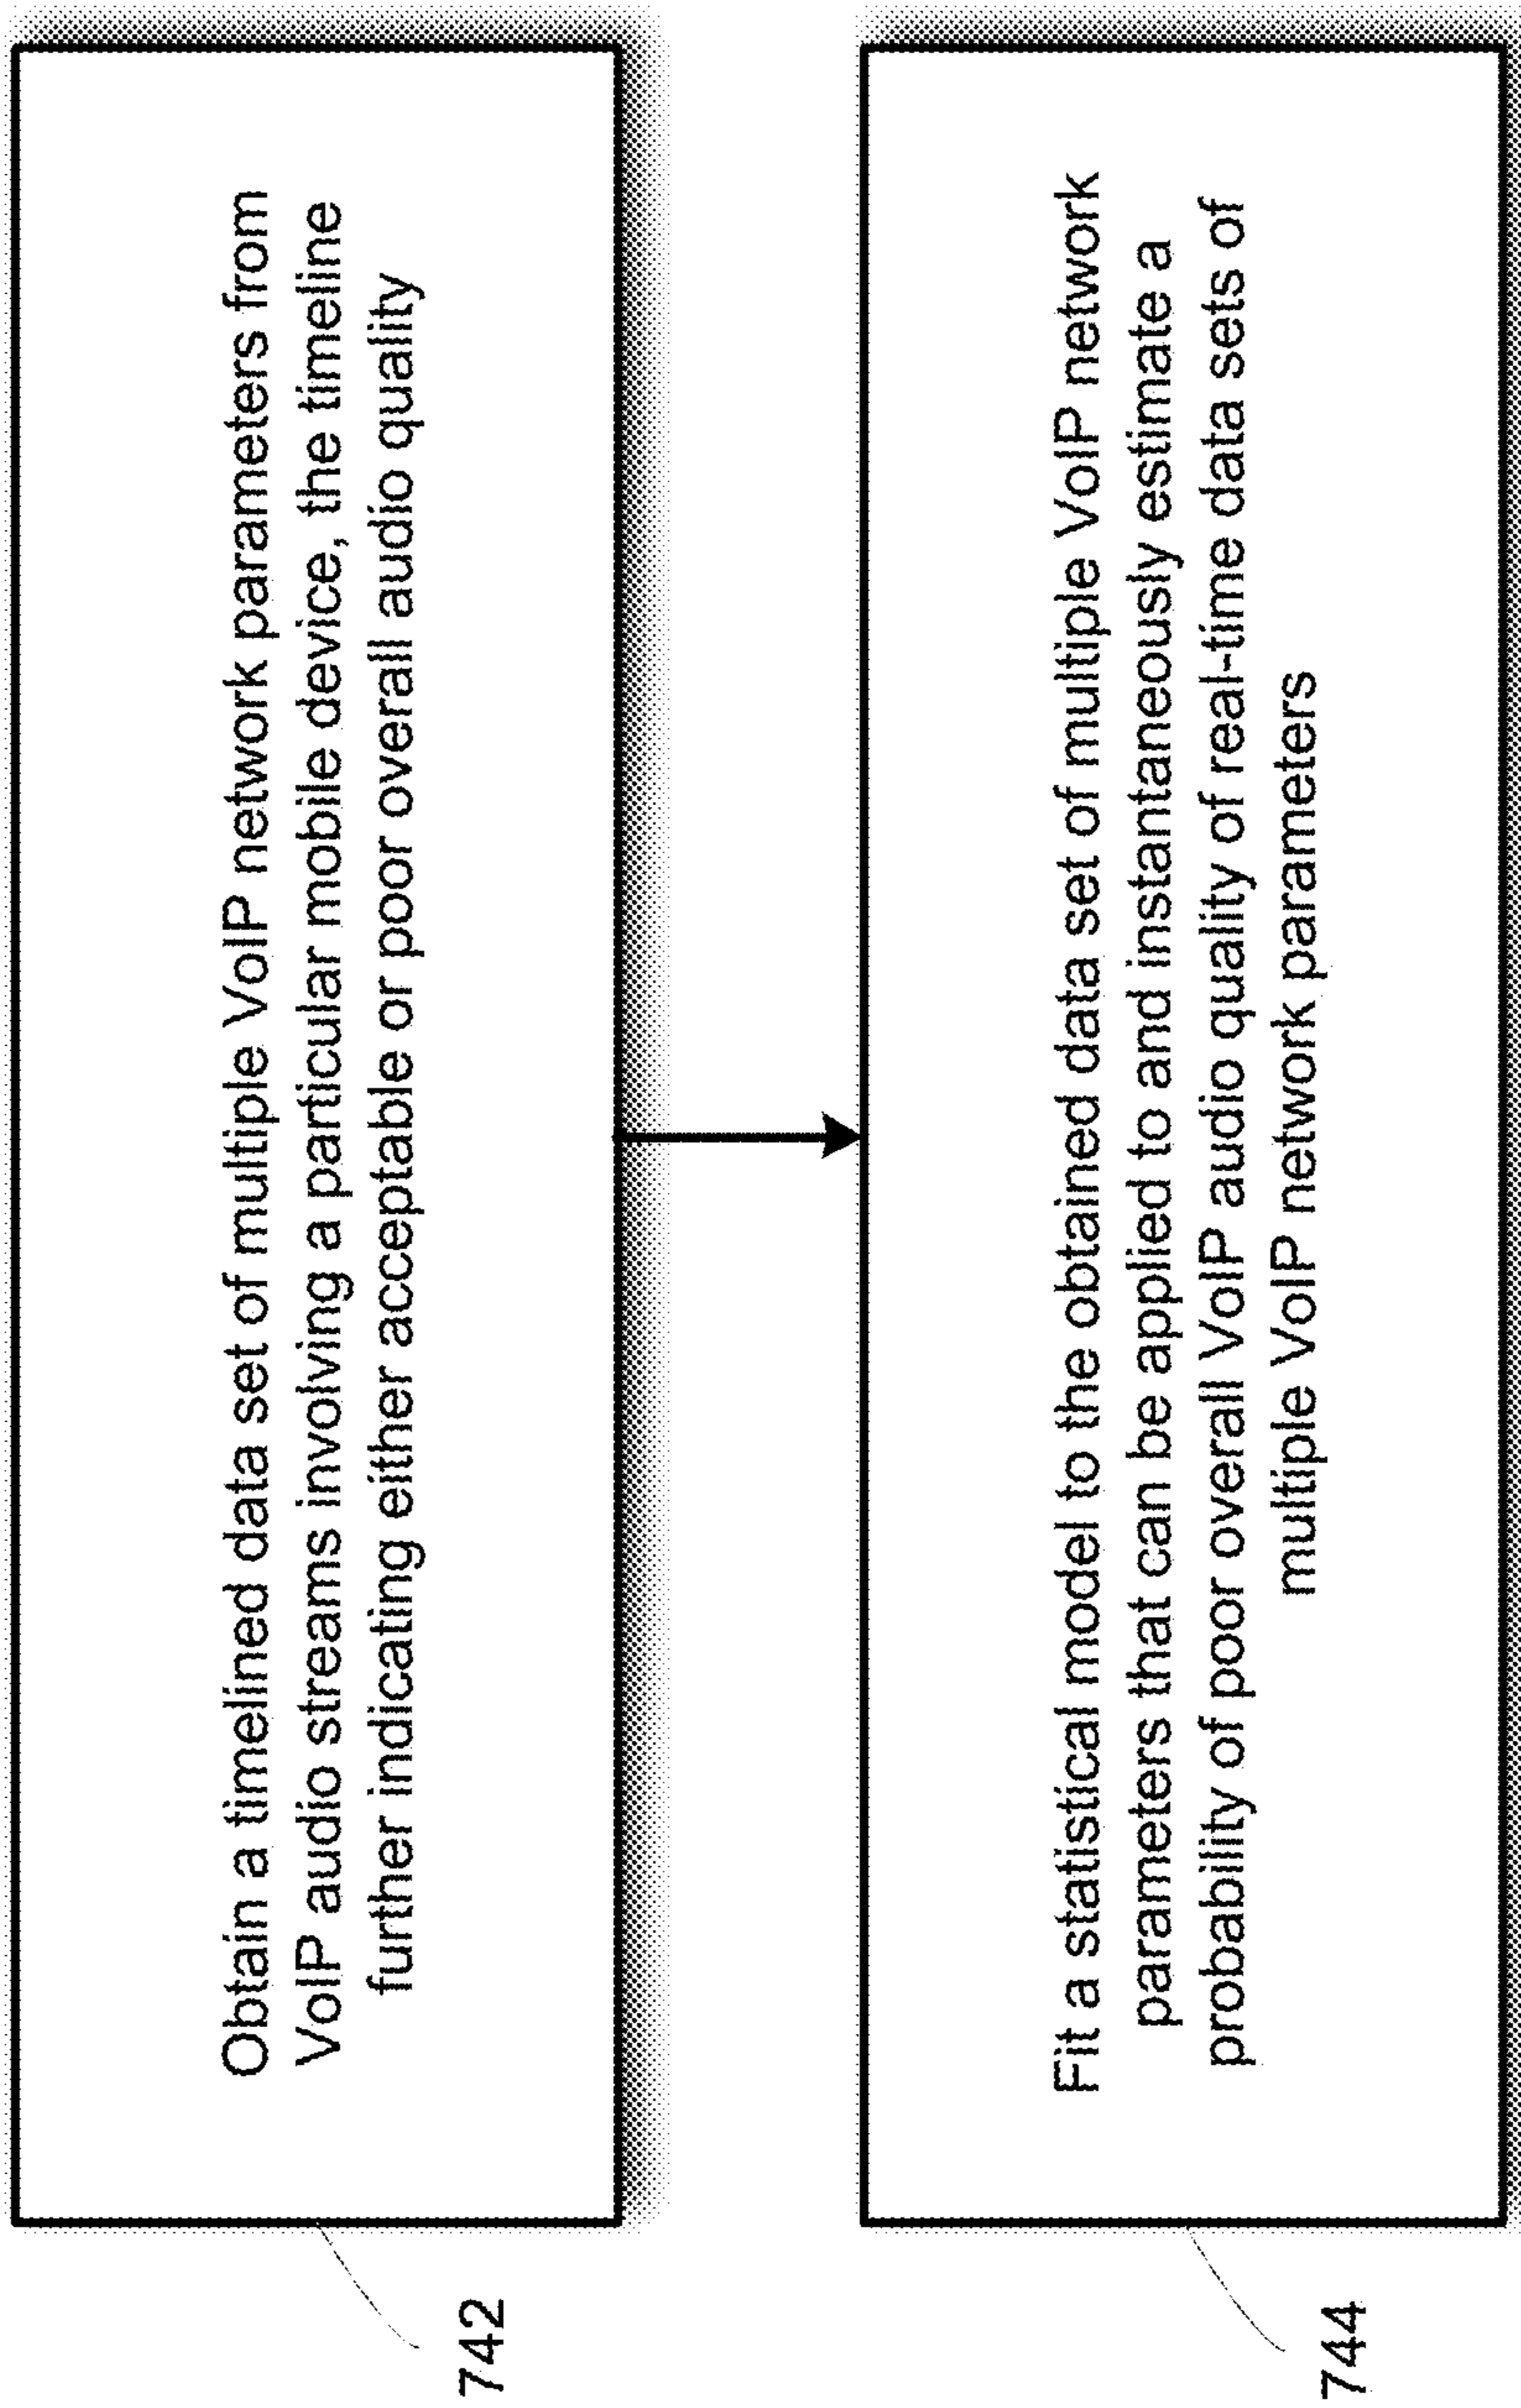 Obtain a timelined data set of multiple VoIP network parameters from
VoIP audio streams involving a particular mobile device, the timeline
further indicating either acceptable or poor overall audio quality
742
Fit a statistical model to the obtained data set of multiple VoIP network
parameters that can be applied to and instantaneously estimate a
probability of poor overall VoIP audio quality of real-time data sets of
multiple VoIP network parameters
744